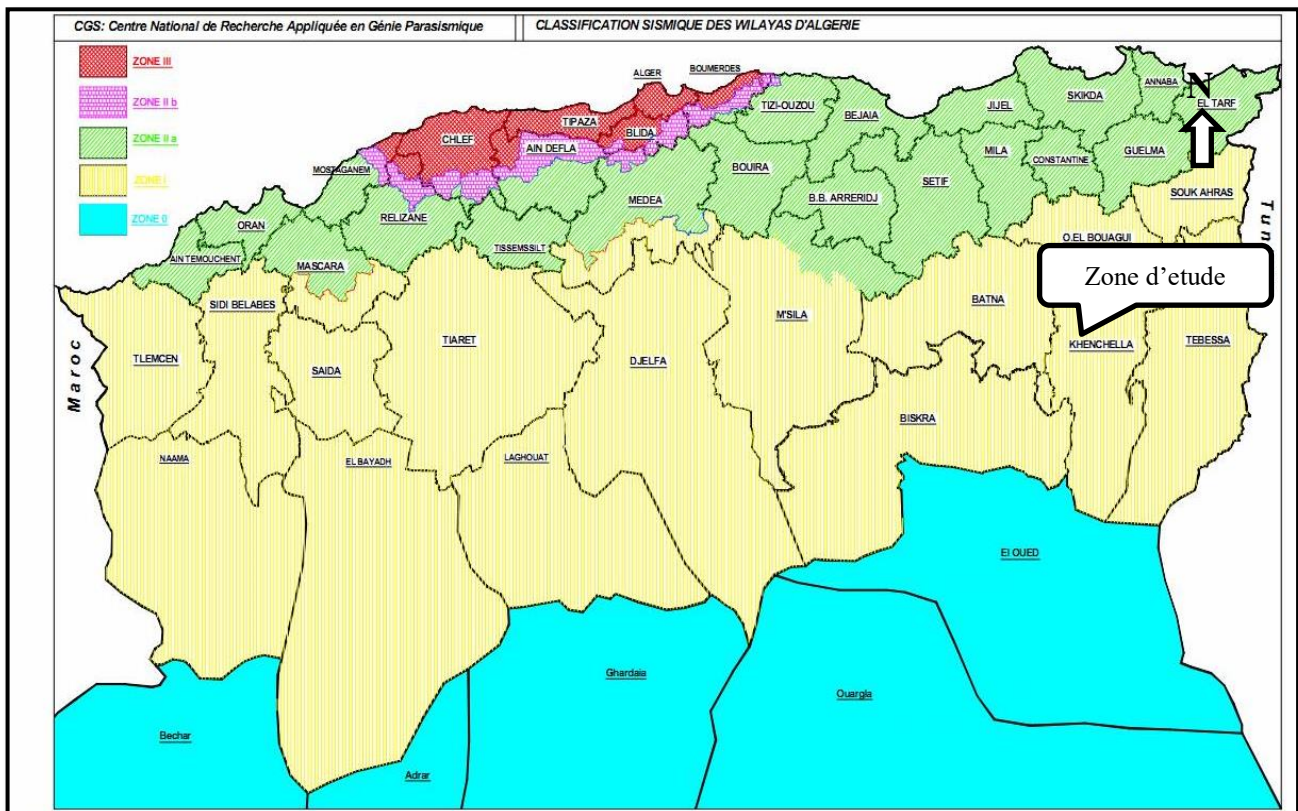 CGS: Centre National de Recherche Appliquée en Génie Parasismique
CLASSIFICATION SISMIQUE DES WILAYAS D'ALGERIE
ZONE III
ZONE II b
ZONE II a
ZONE I
ZONE 0
ALGER
BOUMERDES
TIPAZA
BLIDA
CHLEF
AIN DEFLA
TIZI-OUZOU
BEJAIA
JIJEL
SKIKDA
ANNABA
N
EL TARF
MOSTAGANEM
RELIZANE
MEDEA
BOUIRA
B.B. ARRERIDJ
SETIF
MILA
CONSTANTINE
GUELMA
SOUK AHRAS
ORAN
AIN TEMOUCHENT
MASCARA
TISSEMSSILT
O.EL BOUAGUI
Tun
Zone d'etude
SIDI BELABES
TLEMCEN
SAIDA
TIARET
DJELFA
M'SILA
BATNA
KHENCHELLA
TEBESSA
Maroc
BISKRA
NAAMA
EL BAYADH
LAGHOUAT
El OUED
Ghardaia
Ouargla
Bechar
Adrar